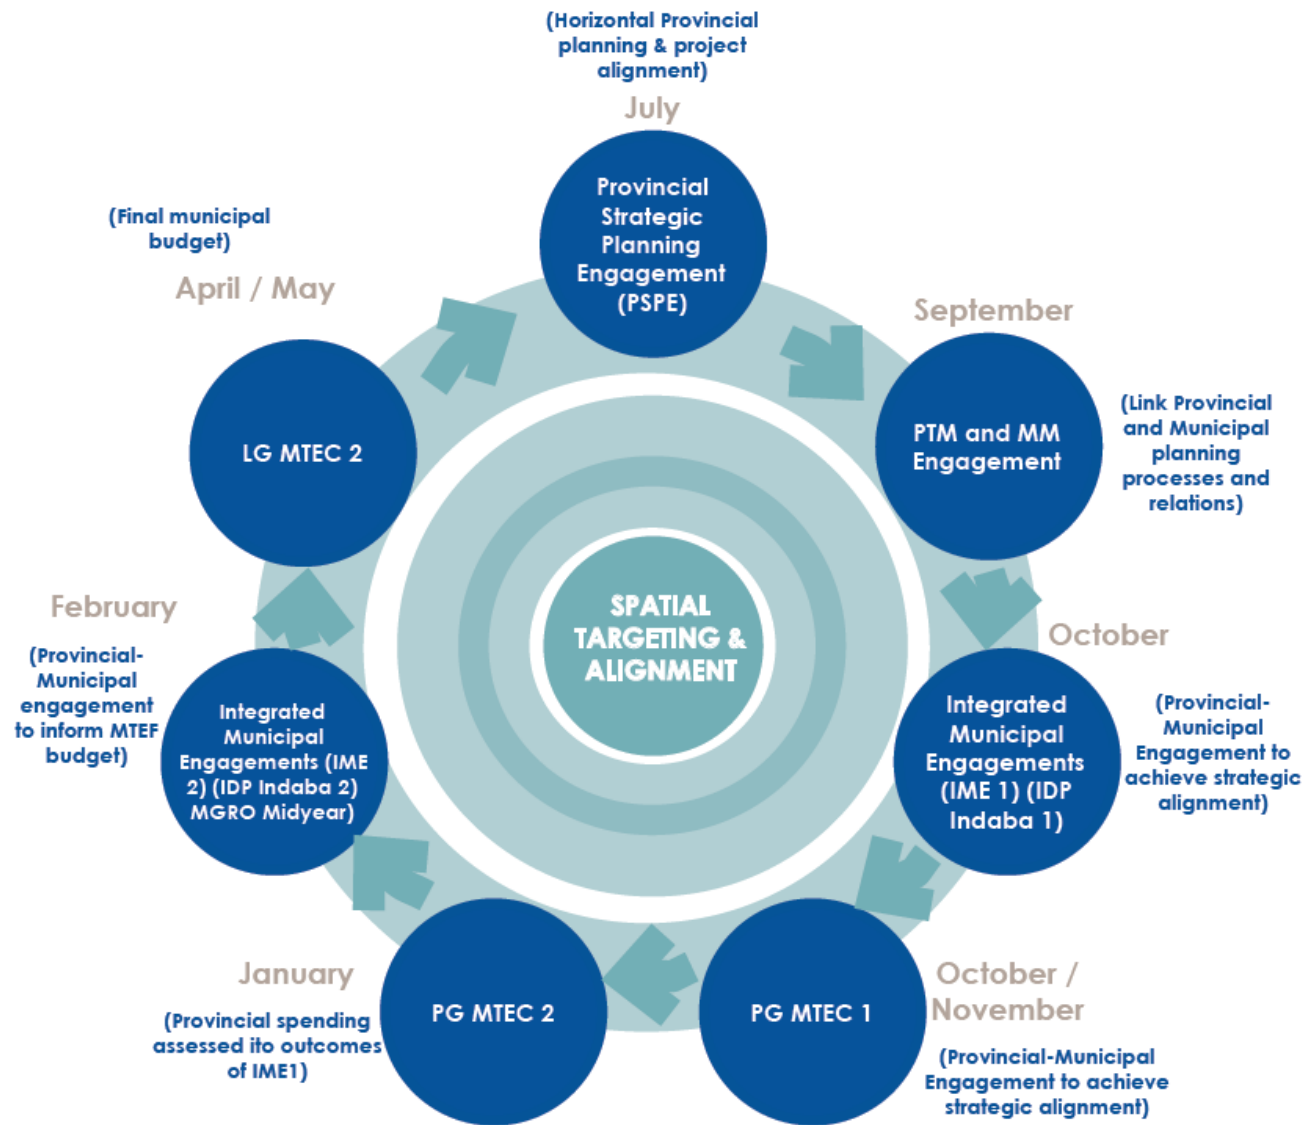 (Horizontal Provincial
planning & project
alignment)
July
Provincial
Strategic
Planning
Engagement
(PSPE)
September
PTM and MM
Engagement
(Link Provincial
and Municipal
planning
processes and
relations)
October
Integrated
Municipal
Engagements
(IME 1) (IDP
Indaba 1)
(Provincial-
Municipal
Engagement to
achieve strategic
alignment)
October /
November
PG MTEC 1
(Provincial-Municipal
Engagement to achieve
strategic alignment)
January
PG MTEC 2
(Provincial spending
assessed ito outcomes
of IME1)
February
(Provincial-
Municipal
engagement
to inform MTEF
budget)
Integrated
Municipal
Engagements (IME
2) (IDP Indaba 2)
MGRO Midyear)
(Final municipal
budget)
April / May
LG MTEC 2
SPATIAL
TARGETING &
ALIGNMENT